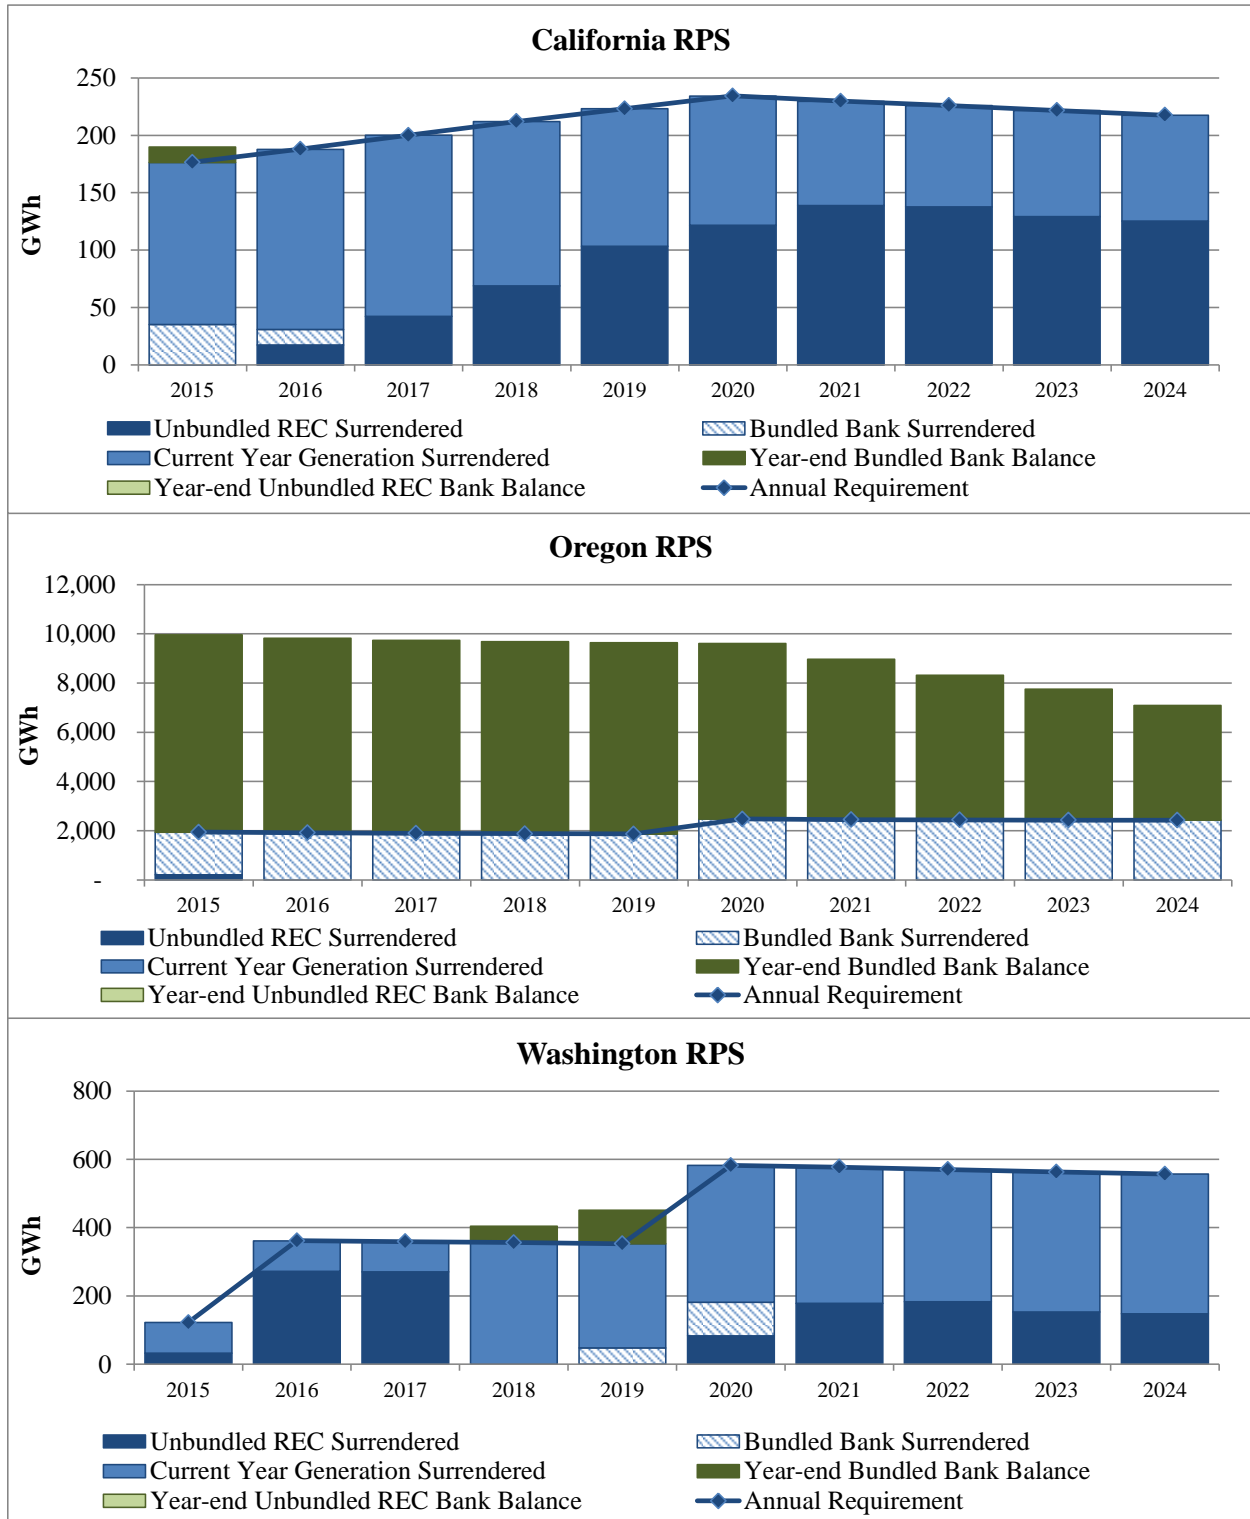 California RPS
GWh
250
200
150
100
50
0
2015 2016 2017 2018 2019 2020 2021 2022 2023 2024
Unbundled REC Surrendered Bundled Bank Surrendered
Current Year Generation Surrendered Year-end Bundled Bank Balance
Year-end Unbundled REC Bank Balance Annual Requirement
Oregon RPS
GWh
12,000
10,000
8,000
6,000
4,000
2,000
-
2015 2016 2017 2018 2019 2020 2021 2022 2023 2024
Unbundled REC Surrendered Bundled Bank Surrendered
Current Year Generation Surrendered Year-end Bundled Bank Balance
Year-end Unbundled REC Bank Balance Annual Requirement
Washington RPS
GWh
800
600
400
200
0
2015 2016 2017 2018 2019 2020 2021 2022 2023 2024
Unbundled REC Surrendered Bundled Bank Surrendered
Current Year Generation Surrendered Year-end Bundled Bank Balance
Year-end Unbundled REC Bank Balance Annual Requirement